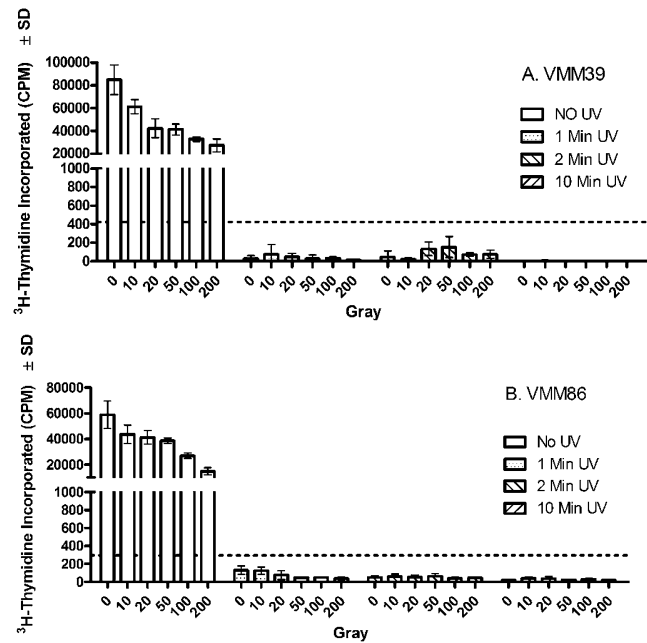 ³H-Thymidine Incorporated (CPM) ± SD
100000
80000
60000
40000
20000
1000
800
600
400
200
0
A. VMM39
NO UV
1 Min UV
2 Min UV
10 Min UV
0 10 20 50 100 200 0 10 20 50 100 200 0 10 20 50 100 200 0 10 20 50 100 200
Gray
³H-Thymidine Incorporated (CPM) ± SD
80000
60000
40000
20000
1000
800
600
400
200
0
B. VMM86
No UV
1 Min UV
2 Min UV
10 Min UV
0 10 20 50 100 200 0 10 20 50 100 200 0 10 20 50 100 200 0 10 20 50 100 200
Gray